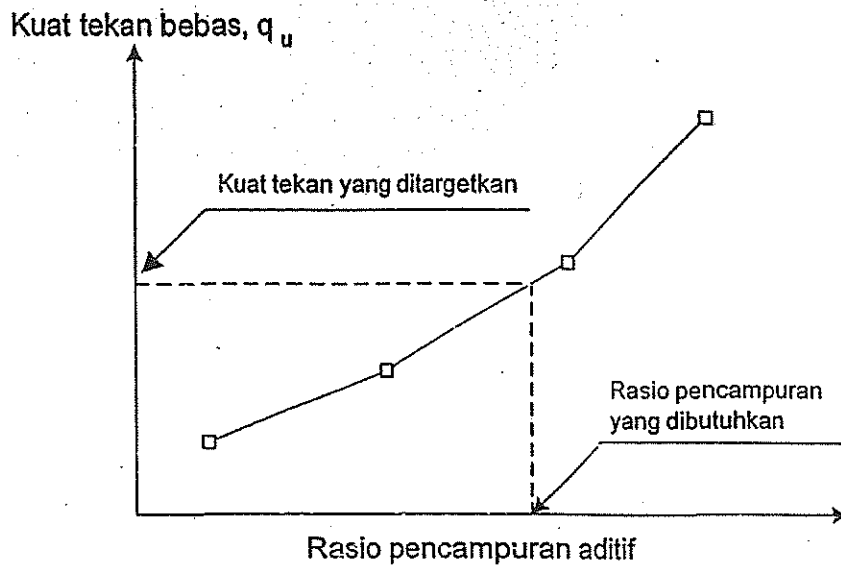 Kuat tekan bebas, q u
Kuat tekan yang ditargetkan
Rasio pencampuran
yang dibutuhkan
Rasio pencampuran aditif